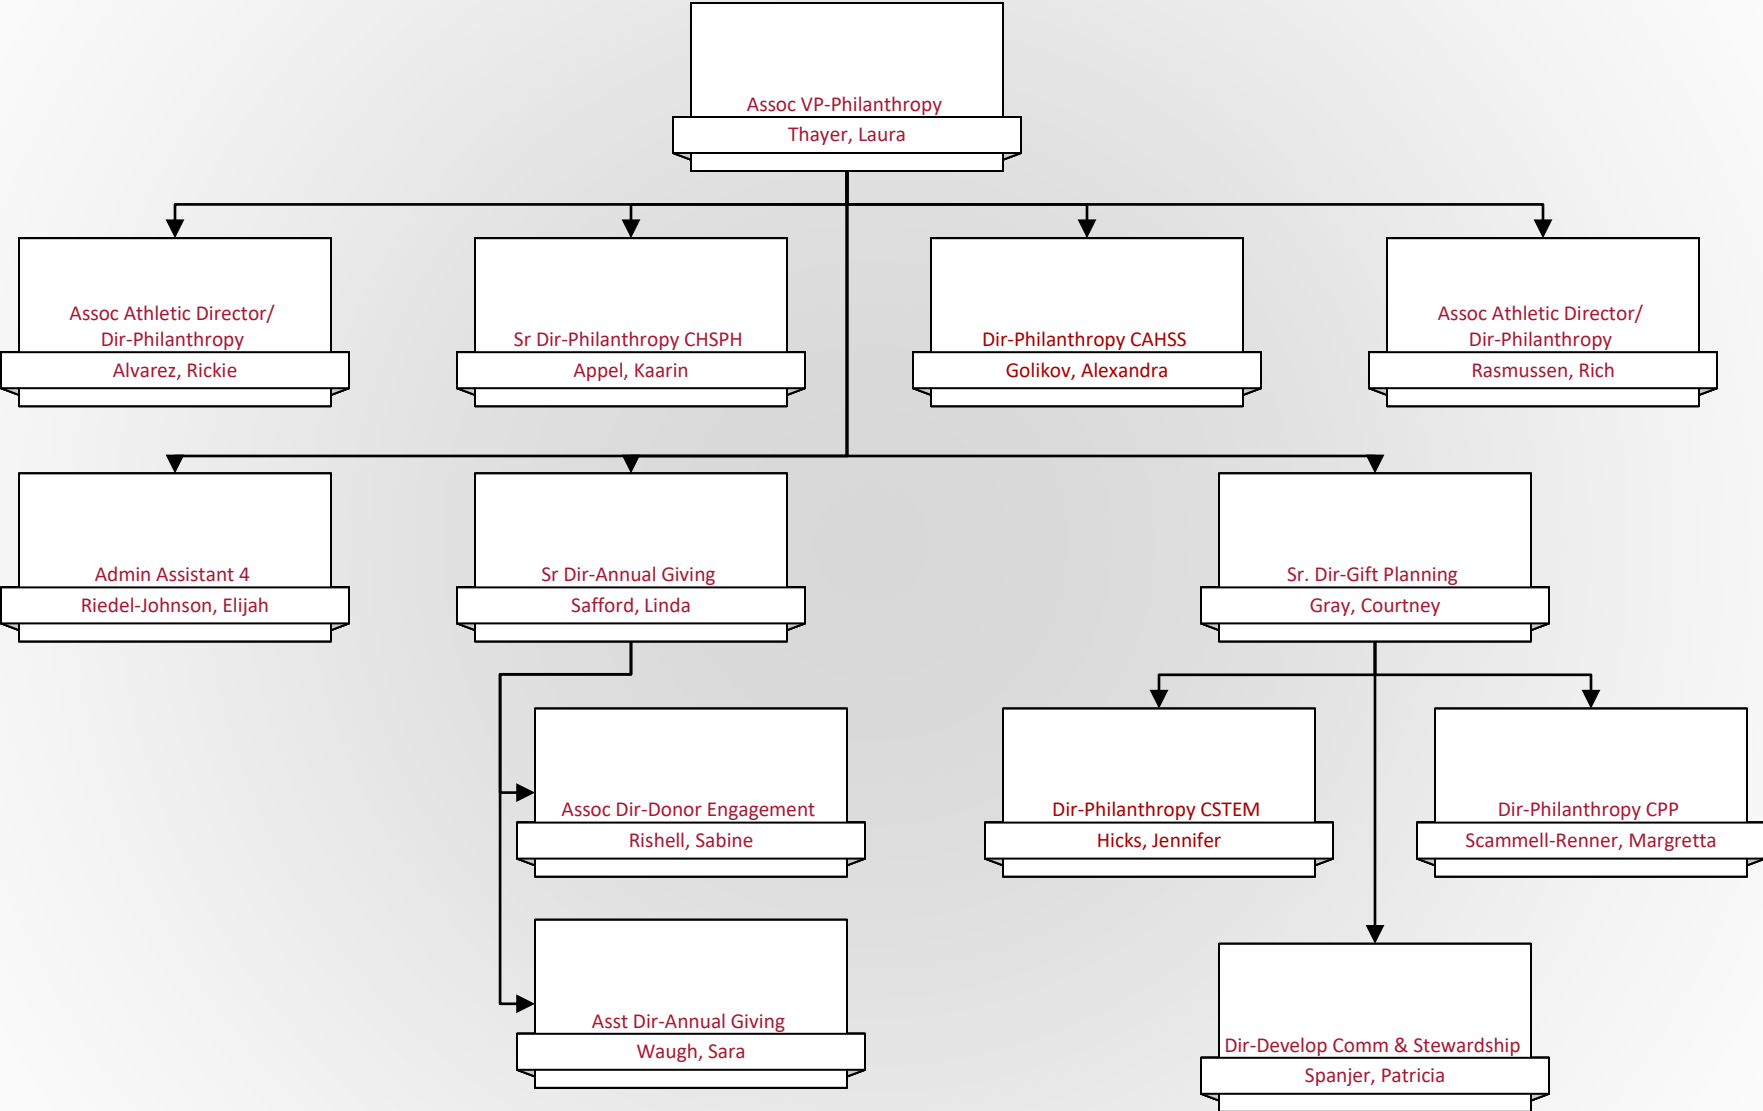 Assoc VP-Philanthropy
Thayer, Laura
Assoc Athletic Director/
Dir-Philanthropy
Alvarez, Rickie
Sr Dir-Philanthropy CHSPH
Appel, Kaarin
Dir-Philanthropy CAHSS
Golikov, Alexandra
Assoc Athletic Director/
Dir-Philanthropy
Rasmussen, Rich
Admin Assistant 4
Riedel-Johnson, Elijah
Sr Dir-Annual Giving
Safford, Linda
Sr. Dir-Gift Planning
Gray, Courtney
Assoc Dir-Donor Engagement
Rishell, Sabine
Dir-Philanthropy CSTEM
Hicks, Jennifer
Dir-Philanthropy CPP
Scammell-Renner, Margretta
Asst Dir-Annual Giving
Waugh, Sara
Dir-Develop Comm & Stewardship
Spanjer, Patricia